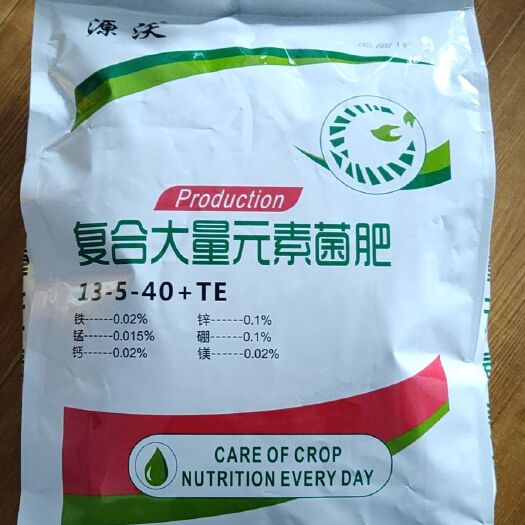 源沃
Production
复合大量元素菌肥
13-5-40+TE
铁------0.02% 锌------0.1%
锰------0.015% 硼------0.1%
钙------0.02% 镁------0.02%
CARE OF CROP
NUTRITION EVERY DAY